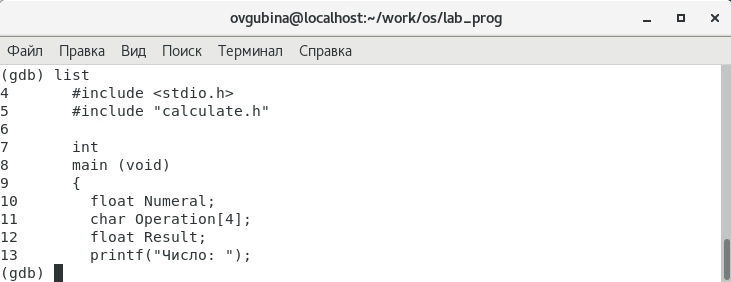 ovgubina@localhost:~/work/os/lab_prog
Файл Правка Вид Поиск Терминал Справка
(gdb) list
4       #include <stdio.h>
5       #include "calculate.h"
6
7       int
8       main (void)
9       {
10        float Numeral;
11        char Operation[4];
12        float Result;
13        printf("Число: ");
(gdb)